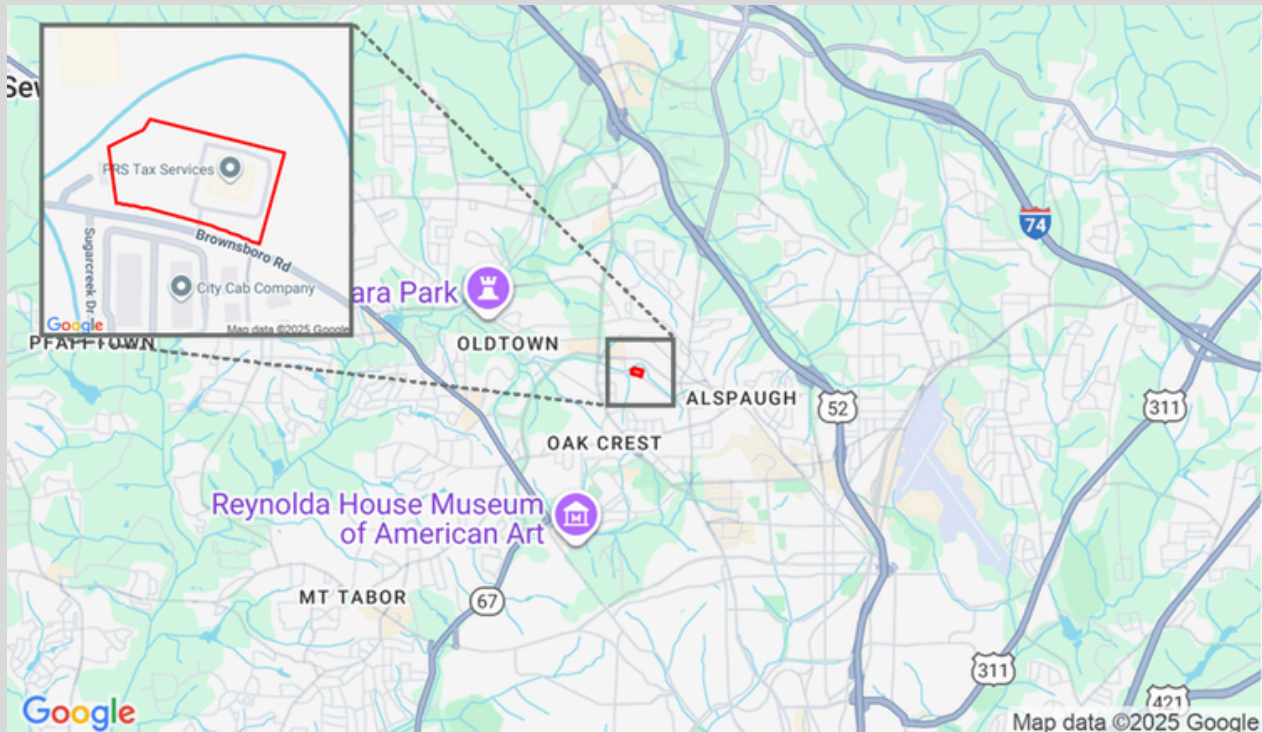 Sew
PRS Tax Services
Brownsboro Rd
Sugarcreek Dr
City Cab Company
Google
Map data ©2025 Google
74
ara Park
PFAFFTOWN
OLDTOWN
ALSPAUGH
52
311
OAK CREST
Reynolda House Museum
of American Art
MT TABOR
67
311
421
Google
Map data ©2025 Google